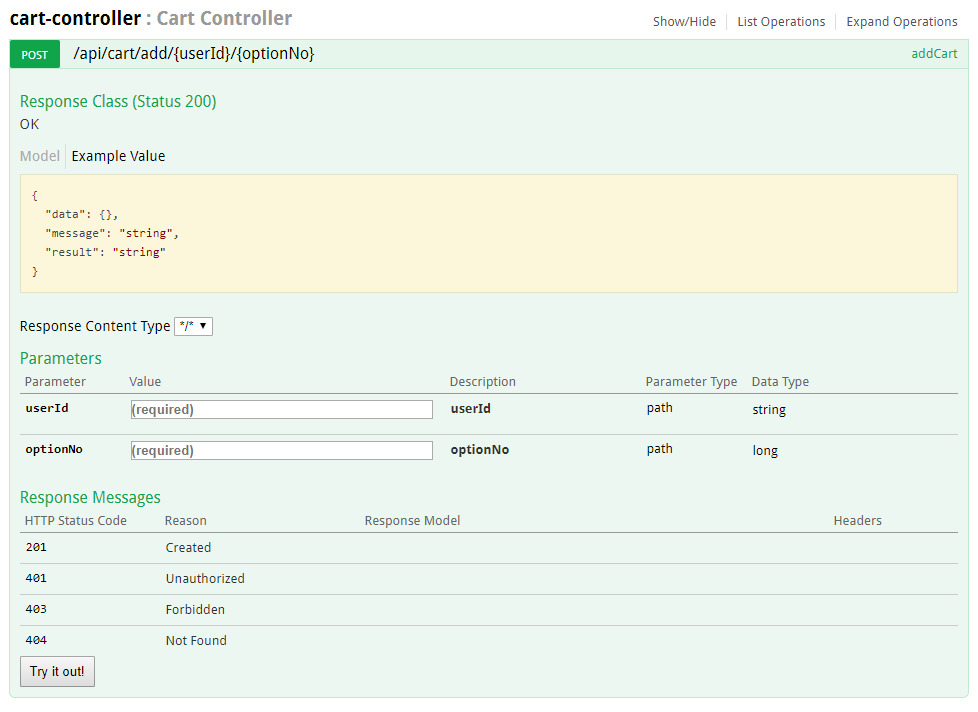 cart-controller : Cart Controller
Show/Hide List Operations Expand Operations
POST /api/cart/add/{userId}/{optionNo} addCart
Response Class (Status 200)
OK
Model Example Value
{
"data": {},
"message": "string",
"result": "string"
}
Response Content Type */*
Parameters
Parameter Value Description Parameter Type Data Type
userId (required) userId path string
optionNo (required) optionNo path long
Response Messages
HTTP Status Code Reason Response Model Headers
201 Created
401 Unauthorized
403 Forbidden
404 Not Found
Try it out!